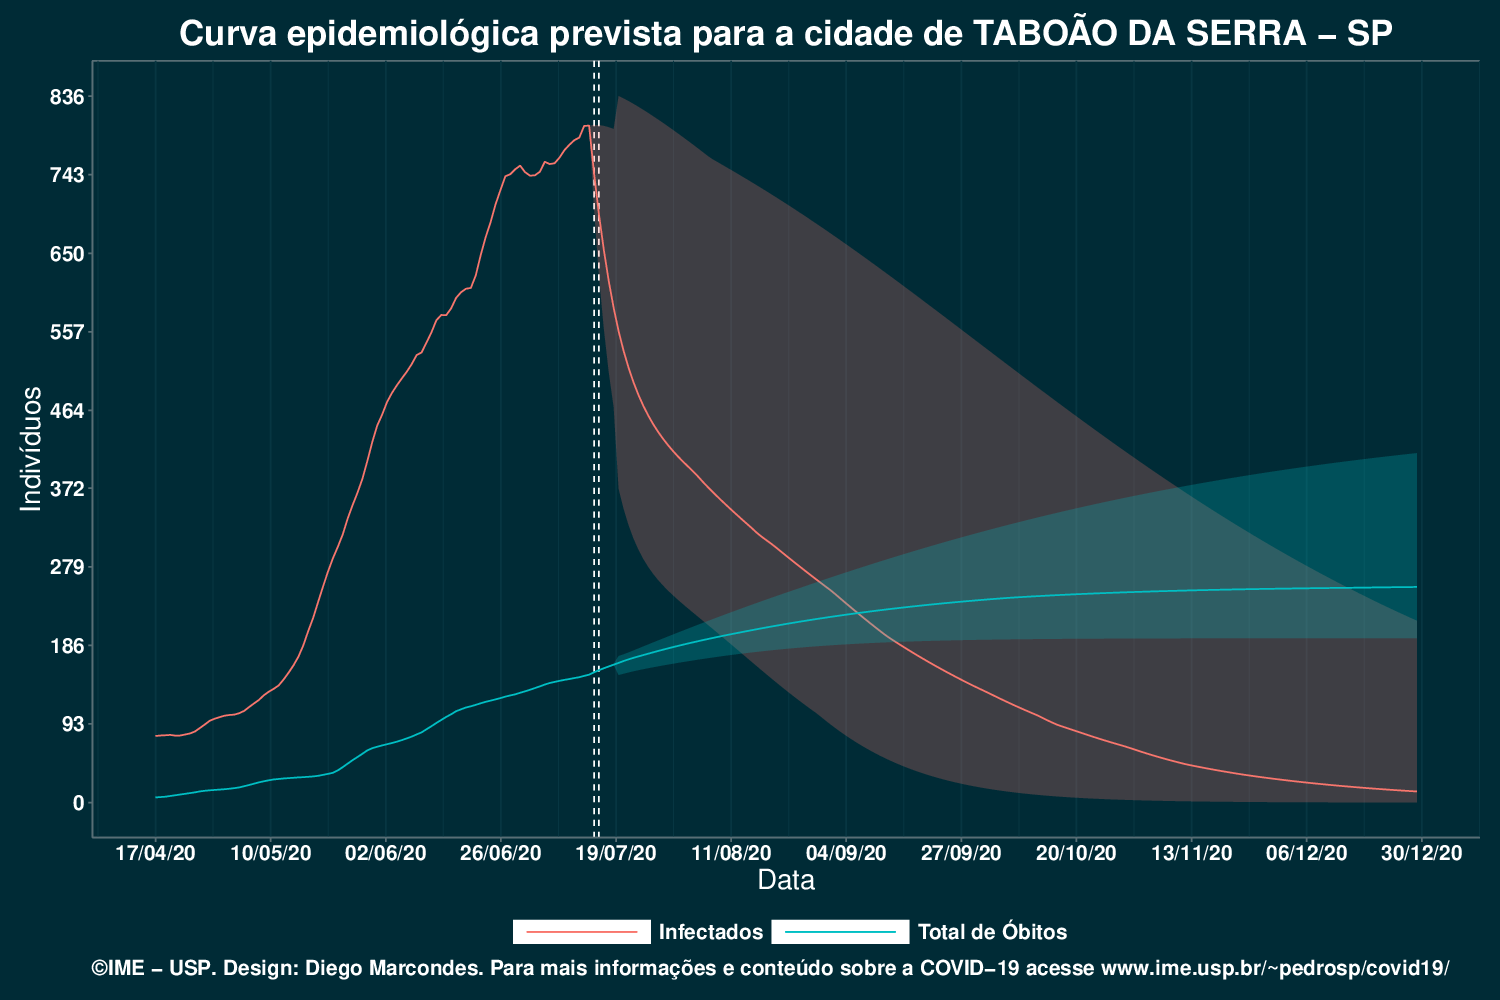 Curva epidemiológica prevista para a cidade de TABOÃO DA SERRA – SP
Indivíduos
836
743
650
557
464
372
279
186
93
0
17/04/20 10/05/20 02/06/20 26/06/20 19/07/20 11/08/20 04/09/20 27/09/20 20/10/20 13/11/20 06/12/20 30/12/20
Data
Infectados Total de Óbitos
©IME – USP. Design: Diego Marcondes. Para mais informações e conteúdo sobre a COVID–19 acesse www.ime.usp.br/~pedrosp/covid19/